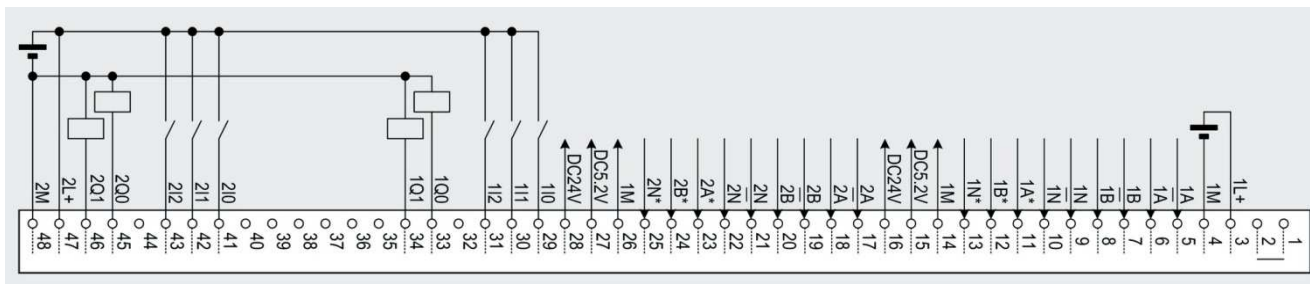 1
2
1L+ 3
1M 4
1A 5
1A̅ 6
1B 7
1B̅ 8
1N 9
1N̅ 10
1A* 11
1B* 12
1N* 13
1M 14
DC5.2V 15
DC24V 16
2A 17
2A̅ 18
2B 19
2B̅ 20
2N 21
2N̅ 22
2A* 23
2B* 24
2N* 25
1M 26
DC5.2V 27
DC24V 28
1I0 29
1I1 30
1I2 31
32
1Q0 33
1Q1 34
35
36
37
38
39
40
2I0 41
2I1 42
2I2 43
44
2Q0 45
2Q1 46
2L+ 47
2M 48